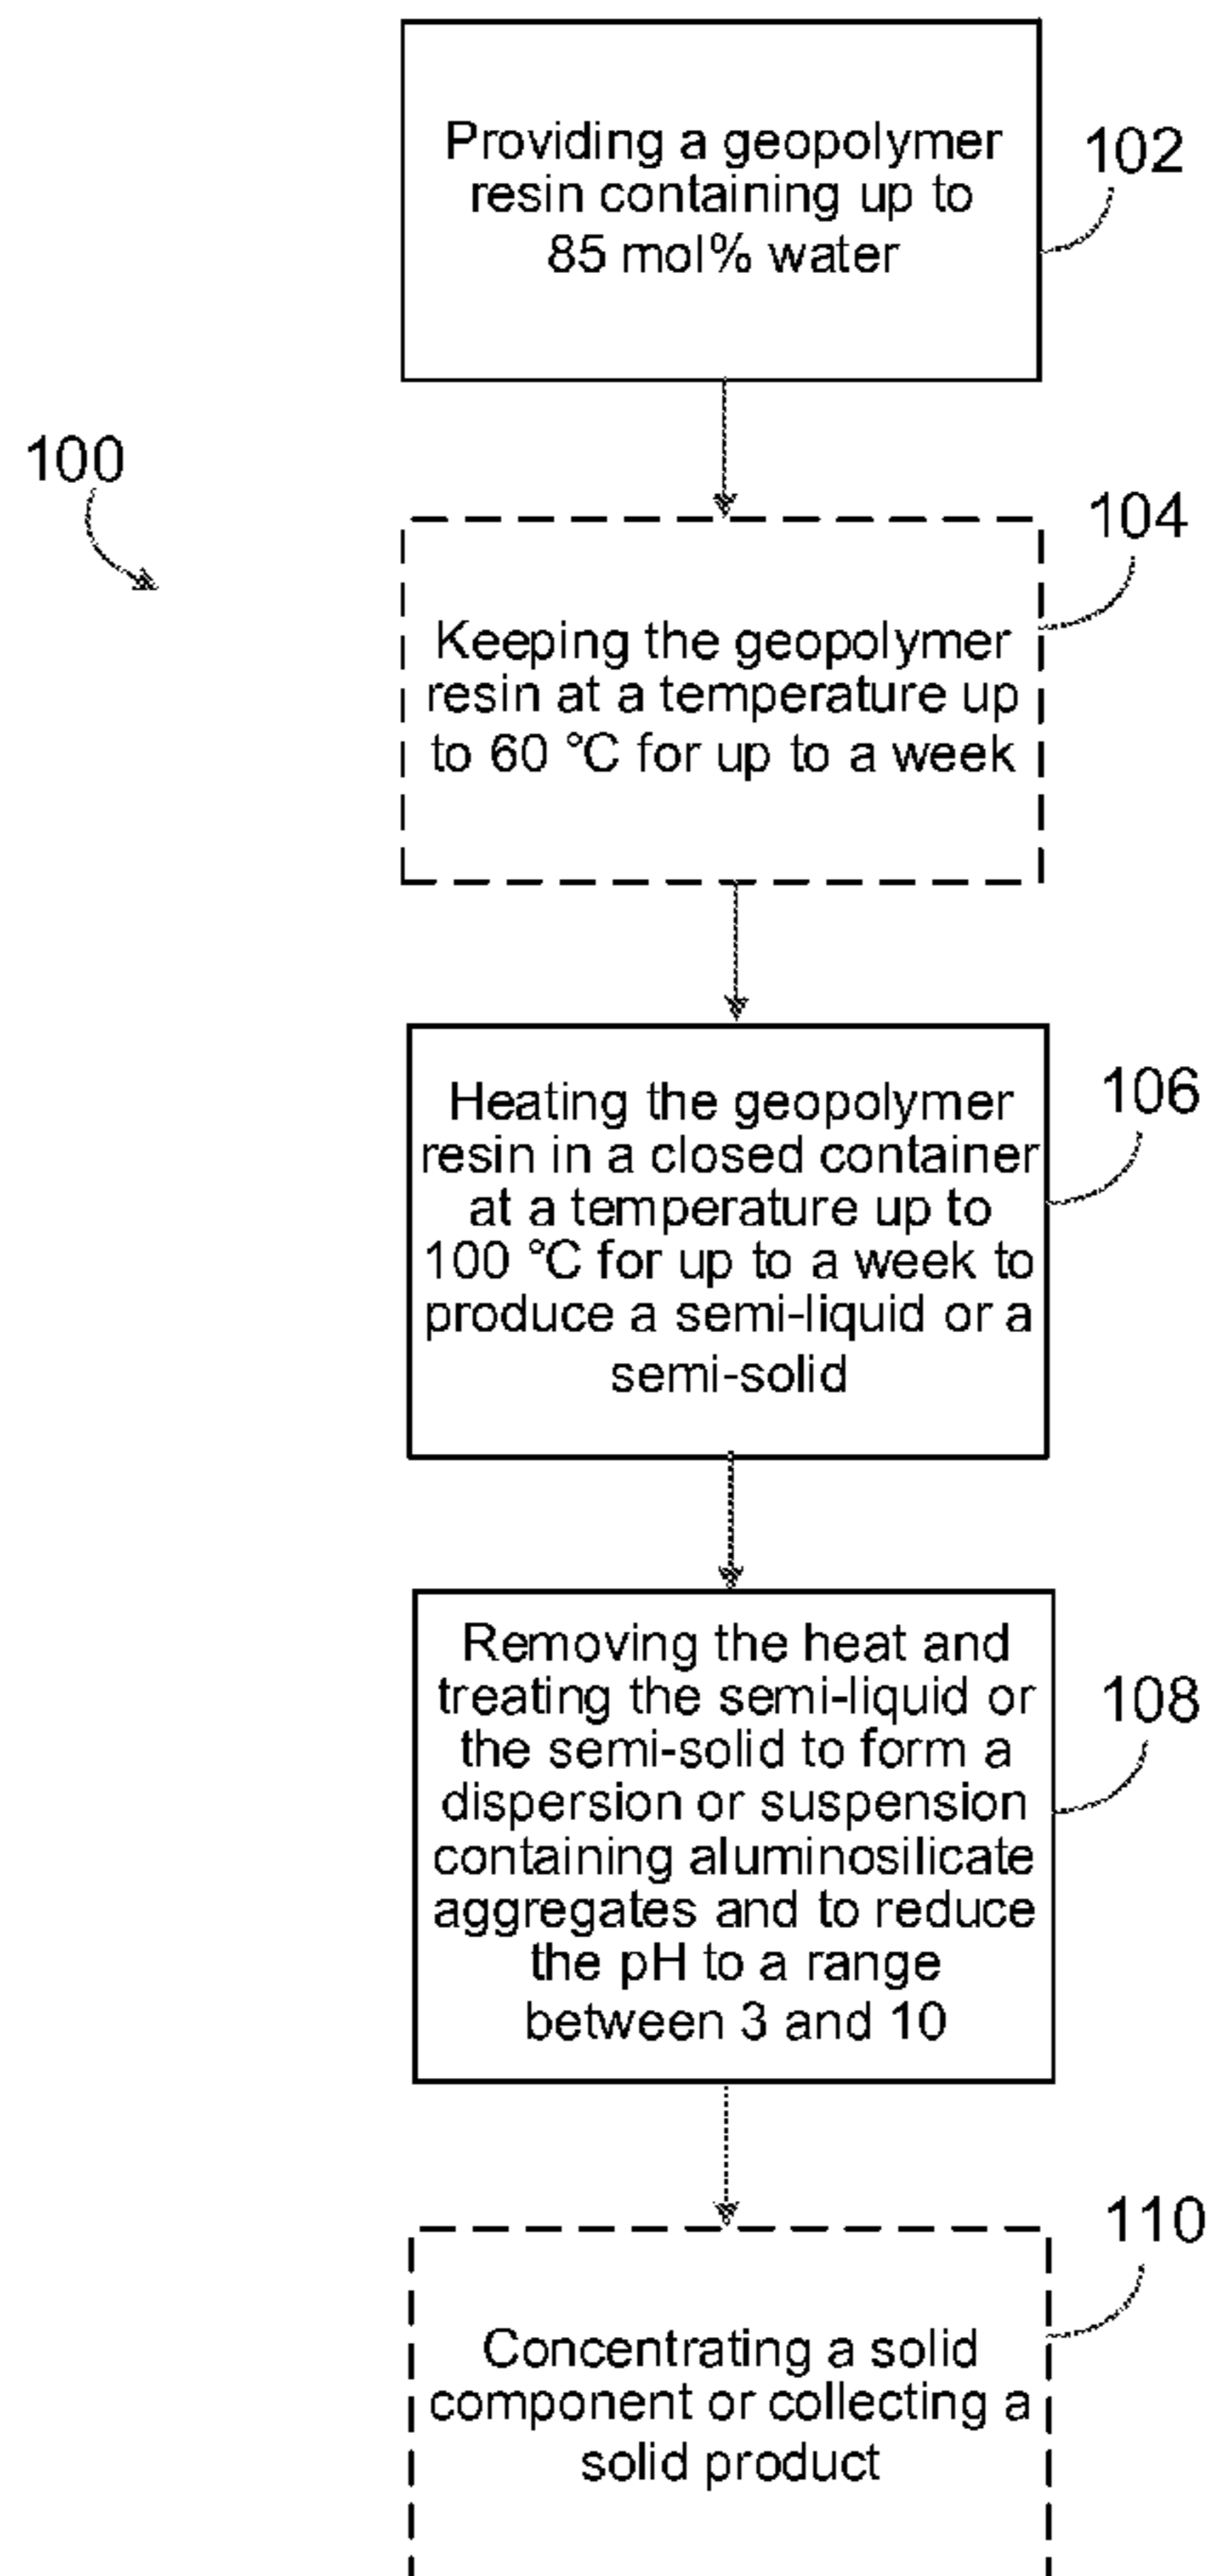 Providing a geopolymer
resin containing up to
85 mol% water
102
100
104
Keeping the geopolymer
resin at a temperature up
to 60 °C for up to a week
106
Heating the geopolymer
resin in a closed container
at a temperature up to
100 °C for up to a week to
produce a semi-liquid or a
semi-solid
108
Removing the heat and
treating the semi-liquid or
the semi-solid to form a
dispersion or suspension
containing aluminosilicate
aggregates and to reduce
the pH to a range
between 3 and 10
110
Concentrating a solid
component or collecting a
solid product